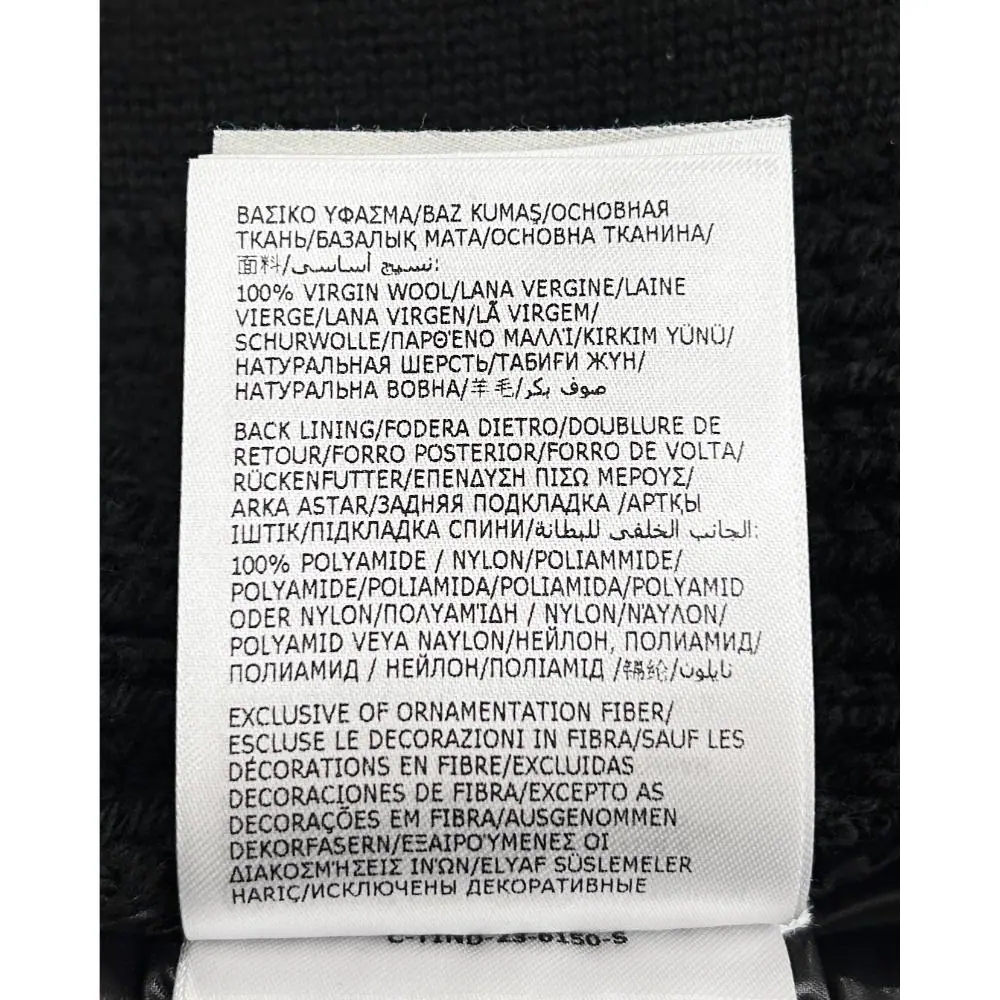 ΒΑΣΙΚΟ ΥΦΑΣΜΑ/BAZ KUMAŞ/ОСНОВНАЯ
ТКАНЬ/БАЗАЛЫҚ МАТА/ОСНОВНА ТКАНИНА/
面料/نسيج أساسى:
100% VIRGIN WOOL/LANA VERGINE/LAINE
VIERGE/LANA VIRGEN/LÃ VIRGEM/
SCHURWOLLE/ΠΑΡΘΈΝΟ ΜΑΛΛΊ/KIRKIM YÜNÜ/
НАТУРАЛЬНАЯ ШЕРСТЬ/ТАБИҒИ ЖҮН/
НАТУРАЛЬНА ВОВНА/羊毛/صوف بكر
BACK LINING/FODERA DIETRO/DOUBLURE DE
RETOUR/FORRO POSTERIOR/FORRO DE VOLTA/
RÜCKENFUTTER/ΕΠΕΝΔΥΣΗ ΠΙΣΩ ΜΕΡΟΥΣ/
ARKA ASTAR/ЗАДНЯЯ ПОДКЛАДКА /АРТҚЫ
ІШТІК/ПІДКЛАДКА СПИНИ/الجانب الخلفى للبطانة:
100% POLYAMIDE / NYLON/POLIAMMIDE/
POLYAMIDE/POLIAMIDA/POLIAMIDA/POLYAMID
ODER NYLON/ΠΟΛΥΑΜΊΔΗ / NYLON/ΝΆΥΛΟΝ/
POLYAMID VEYA NAYLON/НЕЙЛОН, ПОЛИАМИД/
ПОЛИАМИД / НЕЙЛОН/ПОЛІАМІД /锦纶/نايلون
EXCLUSIVE OF ORNAMENTATION FIBER/
ESCLUSE LE DECORAZIONI IN FIBRA/SAUF LES
DÉCORATIONS EN FIBRE/EXCLUIDAS
DECORACIONES DE FIBRA/EXCEPTO AS
DECORAÇÕES EM FIBRA/AUSGENOMMEN
DEKORFASERN/ΕΞΑΙΡΟΎΜΕΝΕΣ ΟΙ
ΔΙΑΚΟΣΜΉΣΕΙΣ ΙΝΏΝ/ELYAF SÜSLEMELER
HARIÇ/ИСКЛЮЧЕНЫ ДЕКОРАТИВНЫЕ